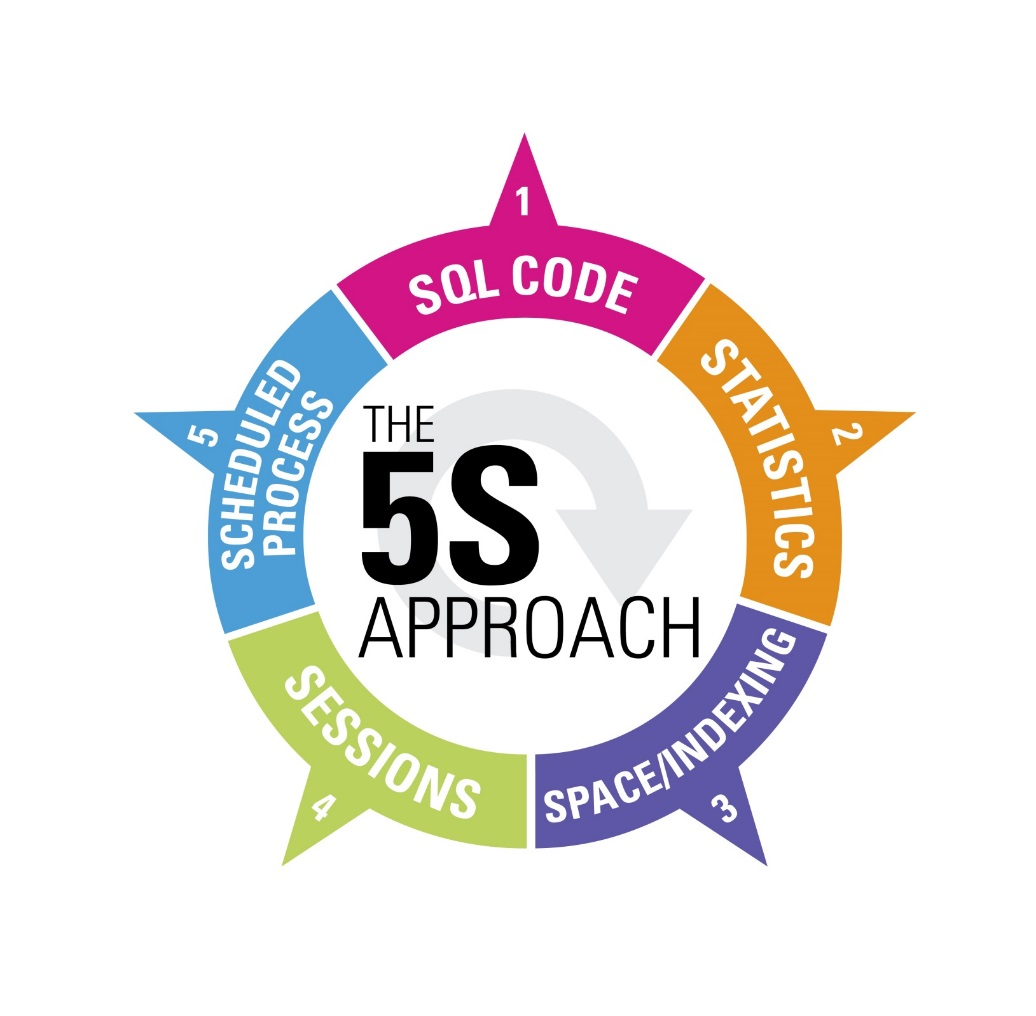 THE
5S
APPROACH
1
SQL CODE
2
STATISTICS
3
SPACE/INDEXING
4
SESSIONS
5
SCHEDULED
PROCESS